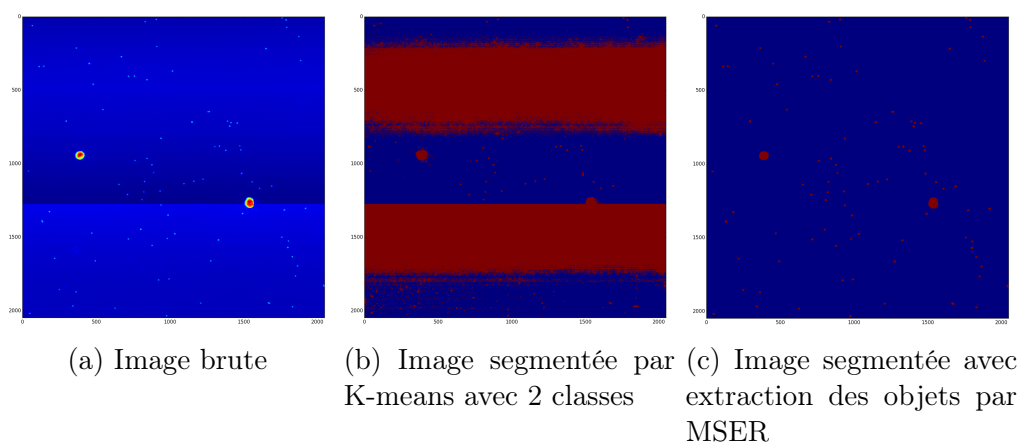 0
500
1000
1500
2000
0 500 1000 1500 2000
0
500
1000
1500
2000
0 500 1000 1500 2000
0
500
1000
1500
2000
0 500 1000 1500 2000
(a) Image brute
(b) Image segmentée par
K-means avec 2 classes
(c) Image segmentée avec
extraction des objets par
MSER